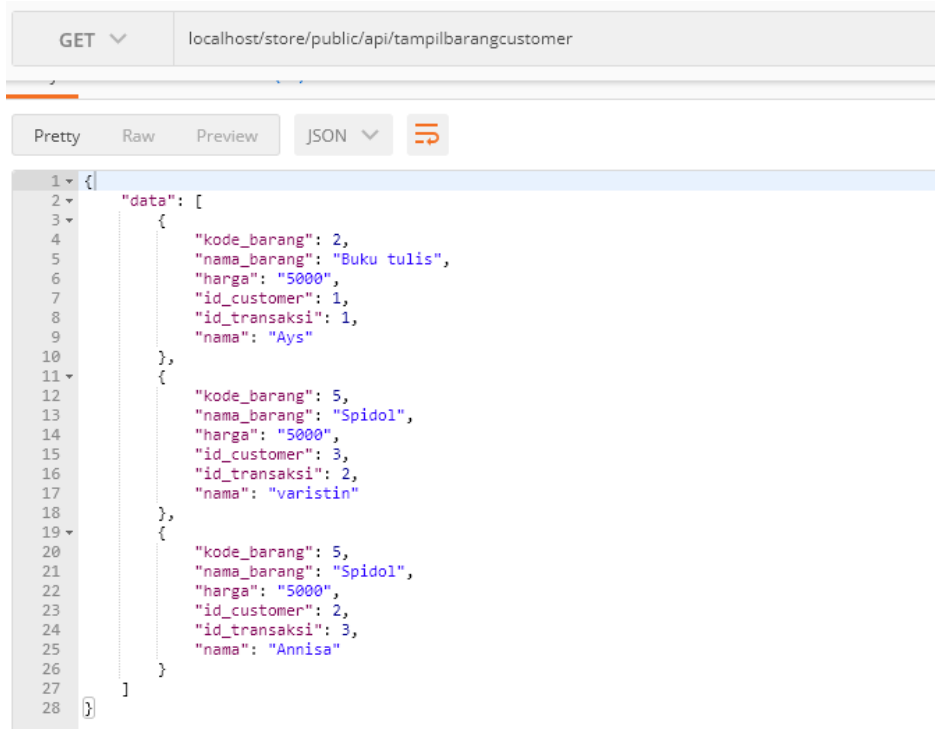 GET localhost/store/public/api/tampilbarangcustomer
Pretty Raw Preview JSON
1 {
2 "data": [
3 {
4 "kode_barang": 2,
5 "nama_barang": "Buku tulis",
6 "harga": "5000",
7 "id_customer": 1,
8 "id_transaksi": 1,
9 "nama": "Ays"
10 },
11 {
12 "kode_barang": 5,
13 "nama_barang": "Spidol",
14 "harga": "5000",
15 "id_customer": 3,
16 "id_transaksi": 2,
17 "nama": "varistin"
18 },
19 {
20 "kode_barang": 5,
21 "nama_barang": "Spidol",
22 "harga": "5000",
23 "id_customer": 2,
24 "id_transaksi": 3,
25 "nama": "Annisa"
26 }
27 ]
28 }